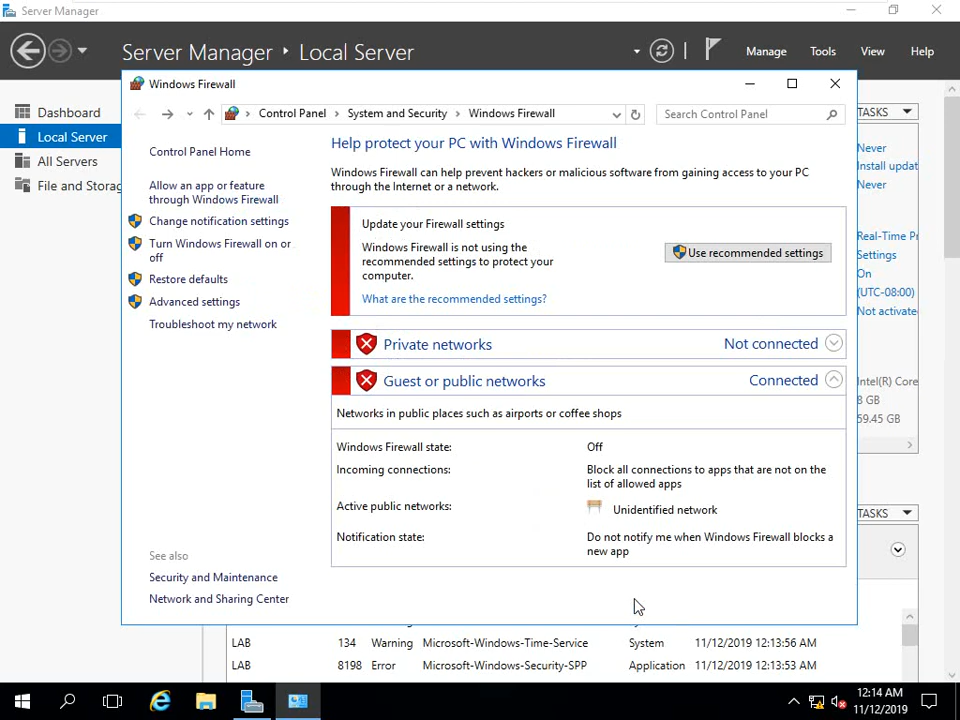 Server Manager
Server Manager ‣ Local Server
Manage Tools View Help
Dashboard
Local Server
All Servers
File and Storag
Windows Firewall
Control Panel > System and Security > Windows Firewall
Search Control Panel
Control Panel Home
Allow an app or feature
through Windows Firewall
Change notification settings
Turn Windows Firewall on or
off
Restore defaults
Advanced settings
Troubleshoot my network
See also
Security and Maintenance
Network and Sharing Center
Help protect your PC with Windows Firewall
Windows Firewall can help prevent hackers or malicious software from gaining access to your PC
through the Internet or a network.
Update your Firewall settings
Windows Firewall is not using the
recommended settings to protect your
computer.
Use recommended settings
What are the recommended settings?
Private networks Not connected
Guest or public networks Connected
Networks in public places such as airports or coffee shops
Windows Firewall state: Off
Incoming connections: Block all connections to apps that are not on the
list of allowed apps
Active public networks: Unidentified network
Notification state: Do not notify me when Windows Firewall blocks a
new app
TASKS
Never
Install updat
Never
Real-Time Pr
Settings
On
(UTC-08:00)
Not activate
Intel(R) Core
8 GB
59.45 GB
TASKS
LAB 134 Warning Microsoft-Windows-Time-Service System 11/12/2019 12:13:56 AM
LAB 8198 Error Microsoft-Windows-Security-SPP Application 11/12/2019 12:13:53 AM
12:14 AM
11/12/2019